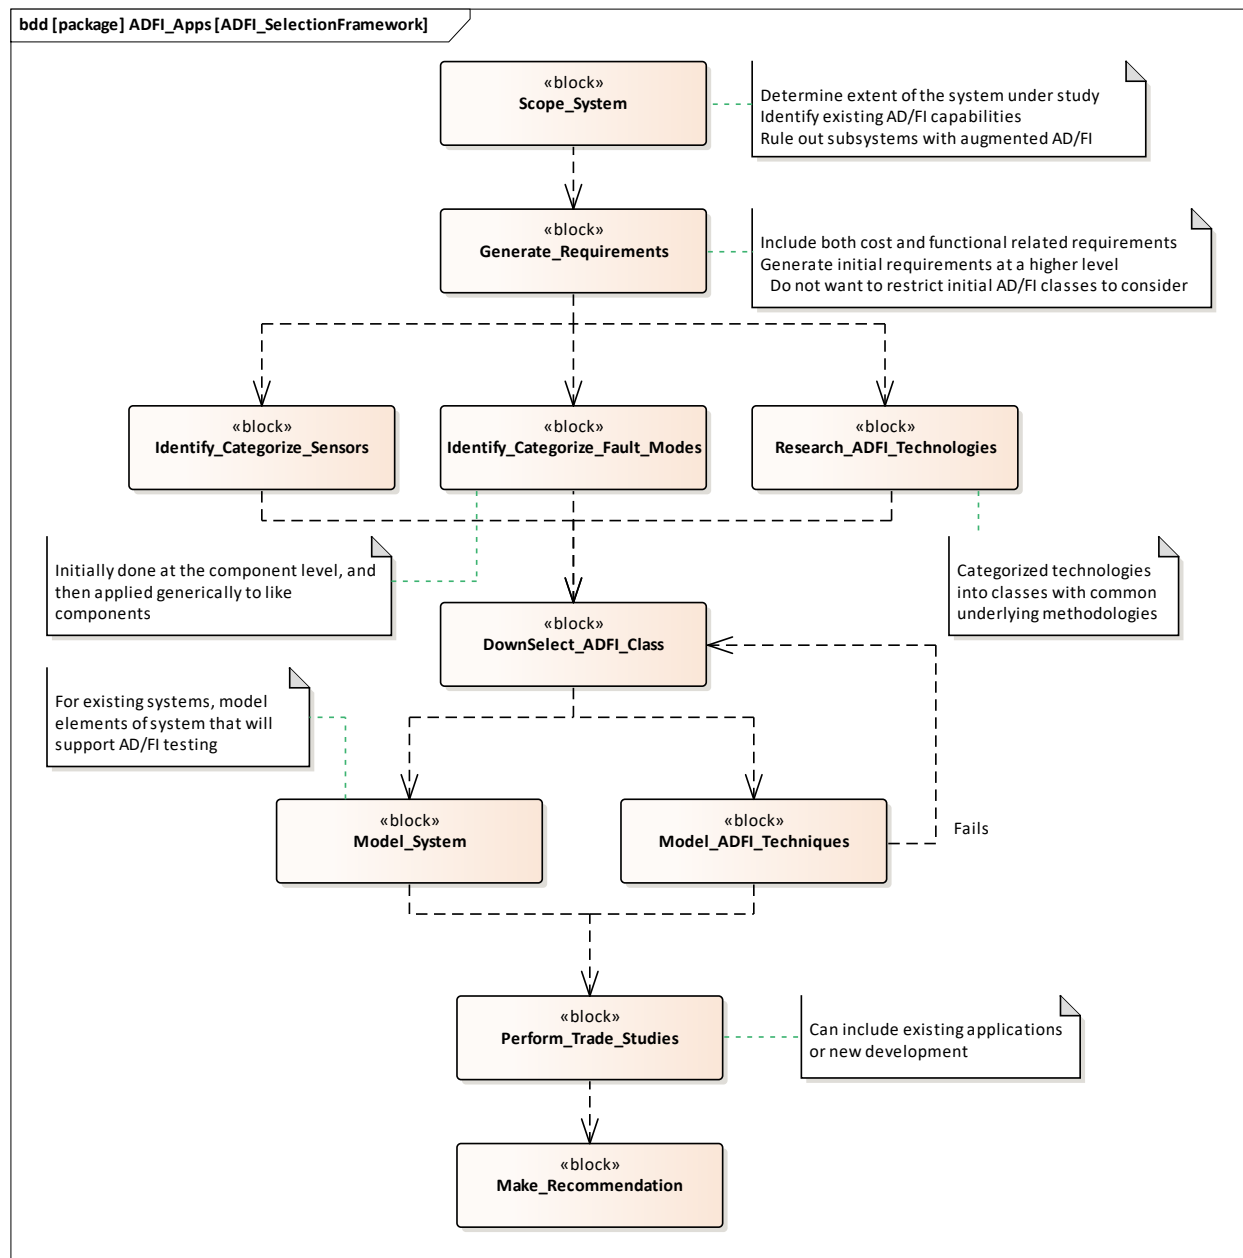 bdd [package] ADFI_Apps [ADFI_SelectionFramework]
«block»
Scope_System
Determine extent of the system under study
Identify existing AD/FI capabilities
Rule out subsystems with augmented AD/FI
«block»
Generate_Requirements
Include both cost and functional related requirements
Generate initial requirements at a higher level
Do not want to restrict initial AD/FI classes to consider
«block»
Identify_Categorize_Sensors
«block»
Identify_Categorize_Fault_Modes
«block»
Research_ADFI_Technologies
Initially done at the component level, and
then applied generically to like
components
Categorized technologies
into classes with common
underlying methodologies
«block»
DownSelect_ADFI_Class
For existing systems, model
elements of system that will
support AD/FI testing
«block»
Model_System
«block»
Model_ADFI_Techniques
Fails
«block»
Perform_Trade_Studies
Can include existing applications
or new development
«block»
Make_Recommendation